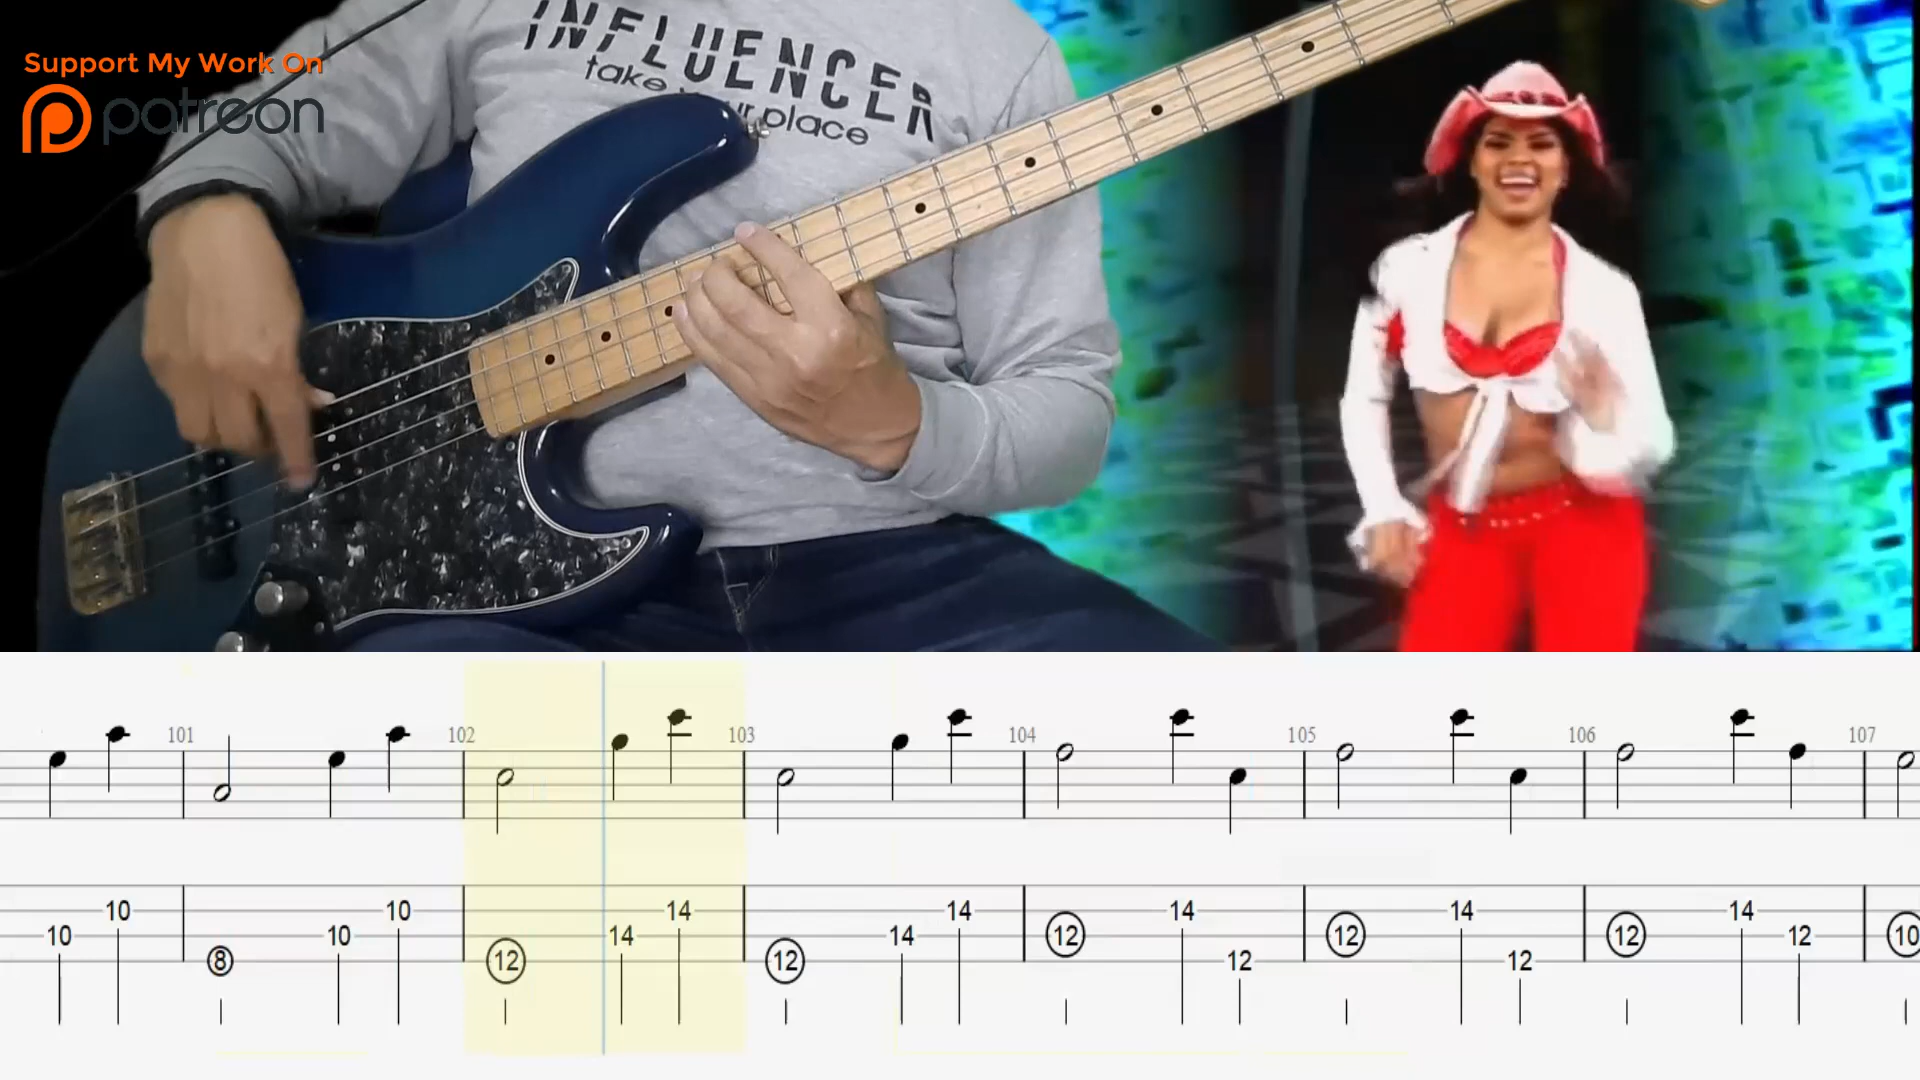 INFLUENCER
take your place
Support My Work On
patreon
101 102 103 104 105 106 107
10 14 14 14 14
10 10 14 14 12 12 12 12 10
8 10 12 12 12 12